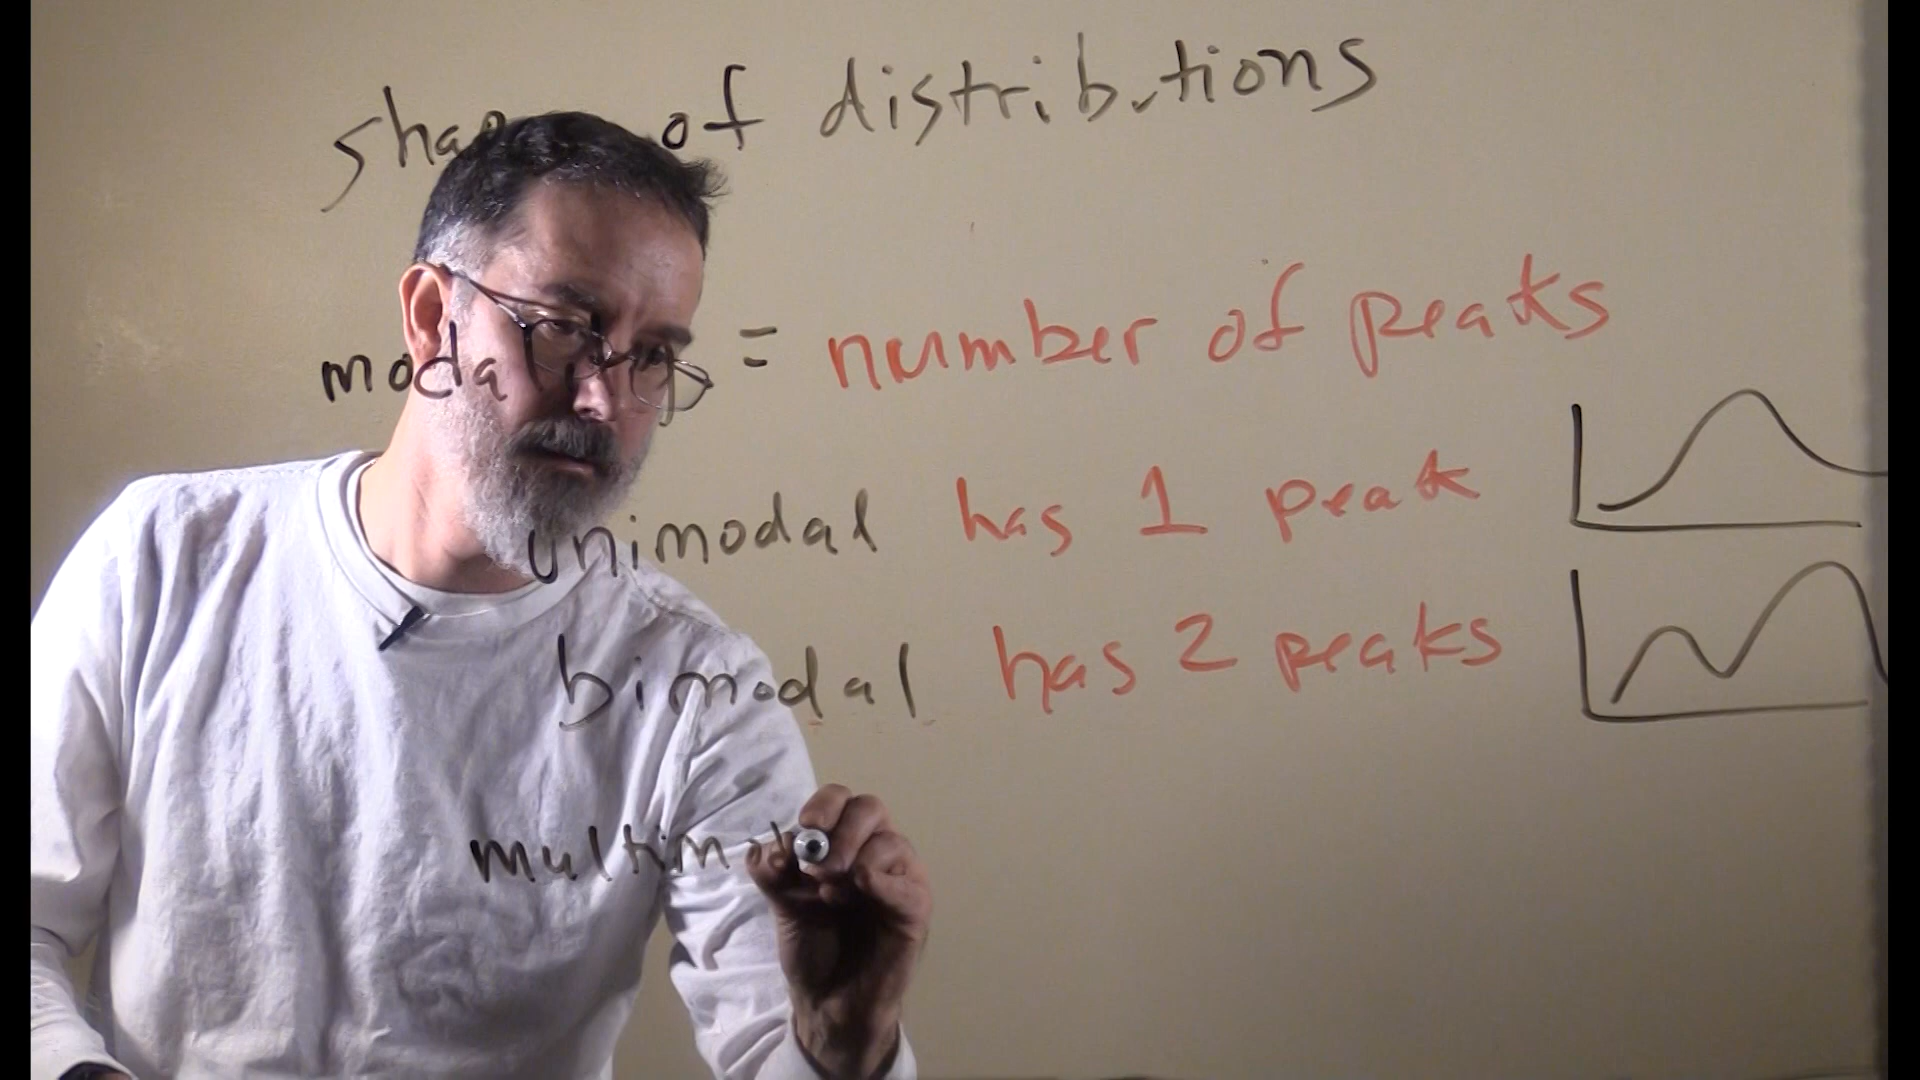 of distributions
= number of peaks
unimodal has 1 peak
bimodal has 2 peaks